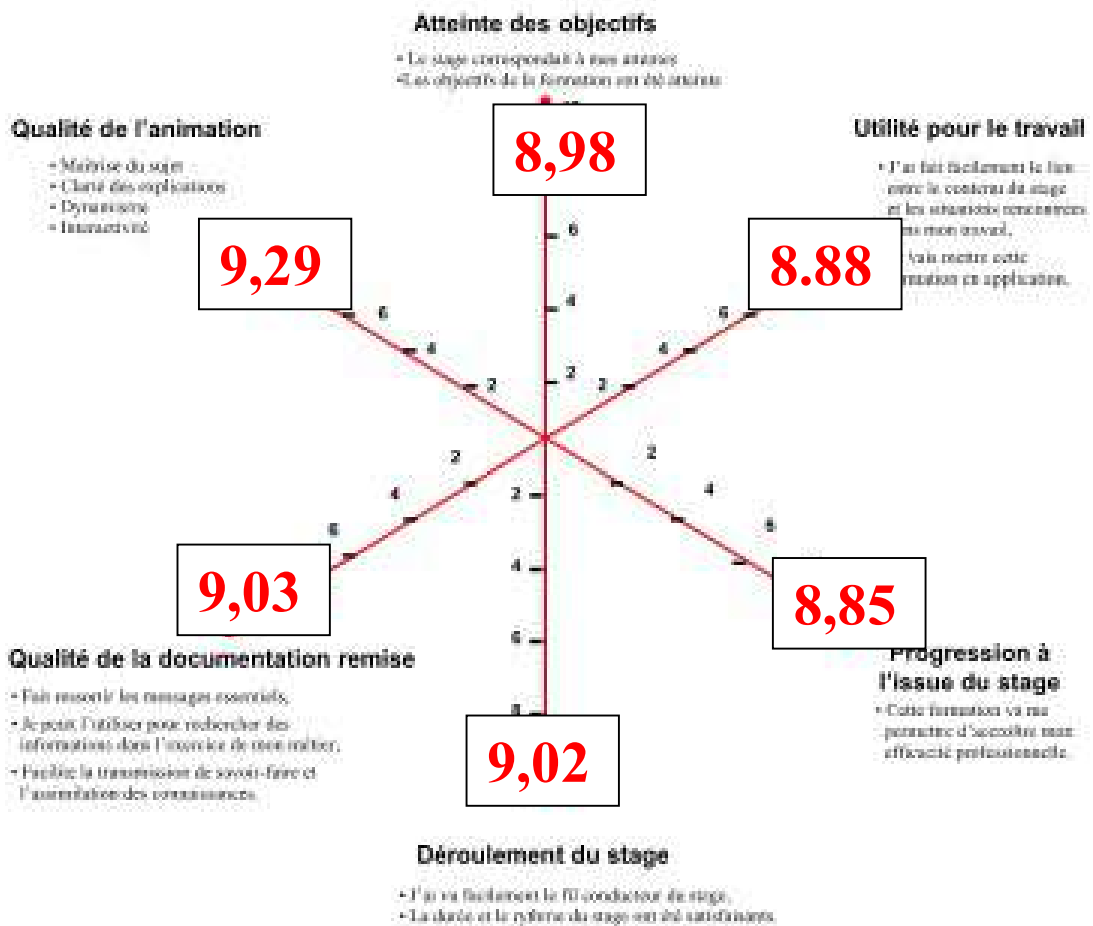 Atteinte des objectifs
• Le stage correspondait à mes attentes
•Les objectifs de la formation ont été atteints
8,98
6
4
2
Utilité pour le travail
• J'ai fait facilement le lien
entre le contenu du stage
et les situations rencontrées
ns mon travail.
vais mettre cette
rmation en application.
8.88
6
4
2
Progression à
l'issue du stage
• Cette formation va me
permettre d'accroître mon
efficacité professionnelle.
8,85
2
4
6
Déroulement du stage
• J'ai vu facilement le fil conducteur du stage.
• La durée et le rythme du stage ont été satisfaisants.
9,02
2
4
6
8
Qualité de la documentation remise
• Fait ressortir les messages essentiels.
• Je peux l'utiliser pour rechercher des
informations dans l'exercice de mon métier.
• Facilite la transmission de savoir-faire et
l'assimilation des connaissances.
9,03
2
4
6
Qualité de l'animation
• Maîtrise du sujet
• Clarté des explications
• Dynamisme
• Interactivité
9,29
6
4
2